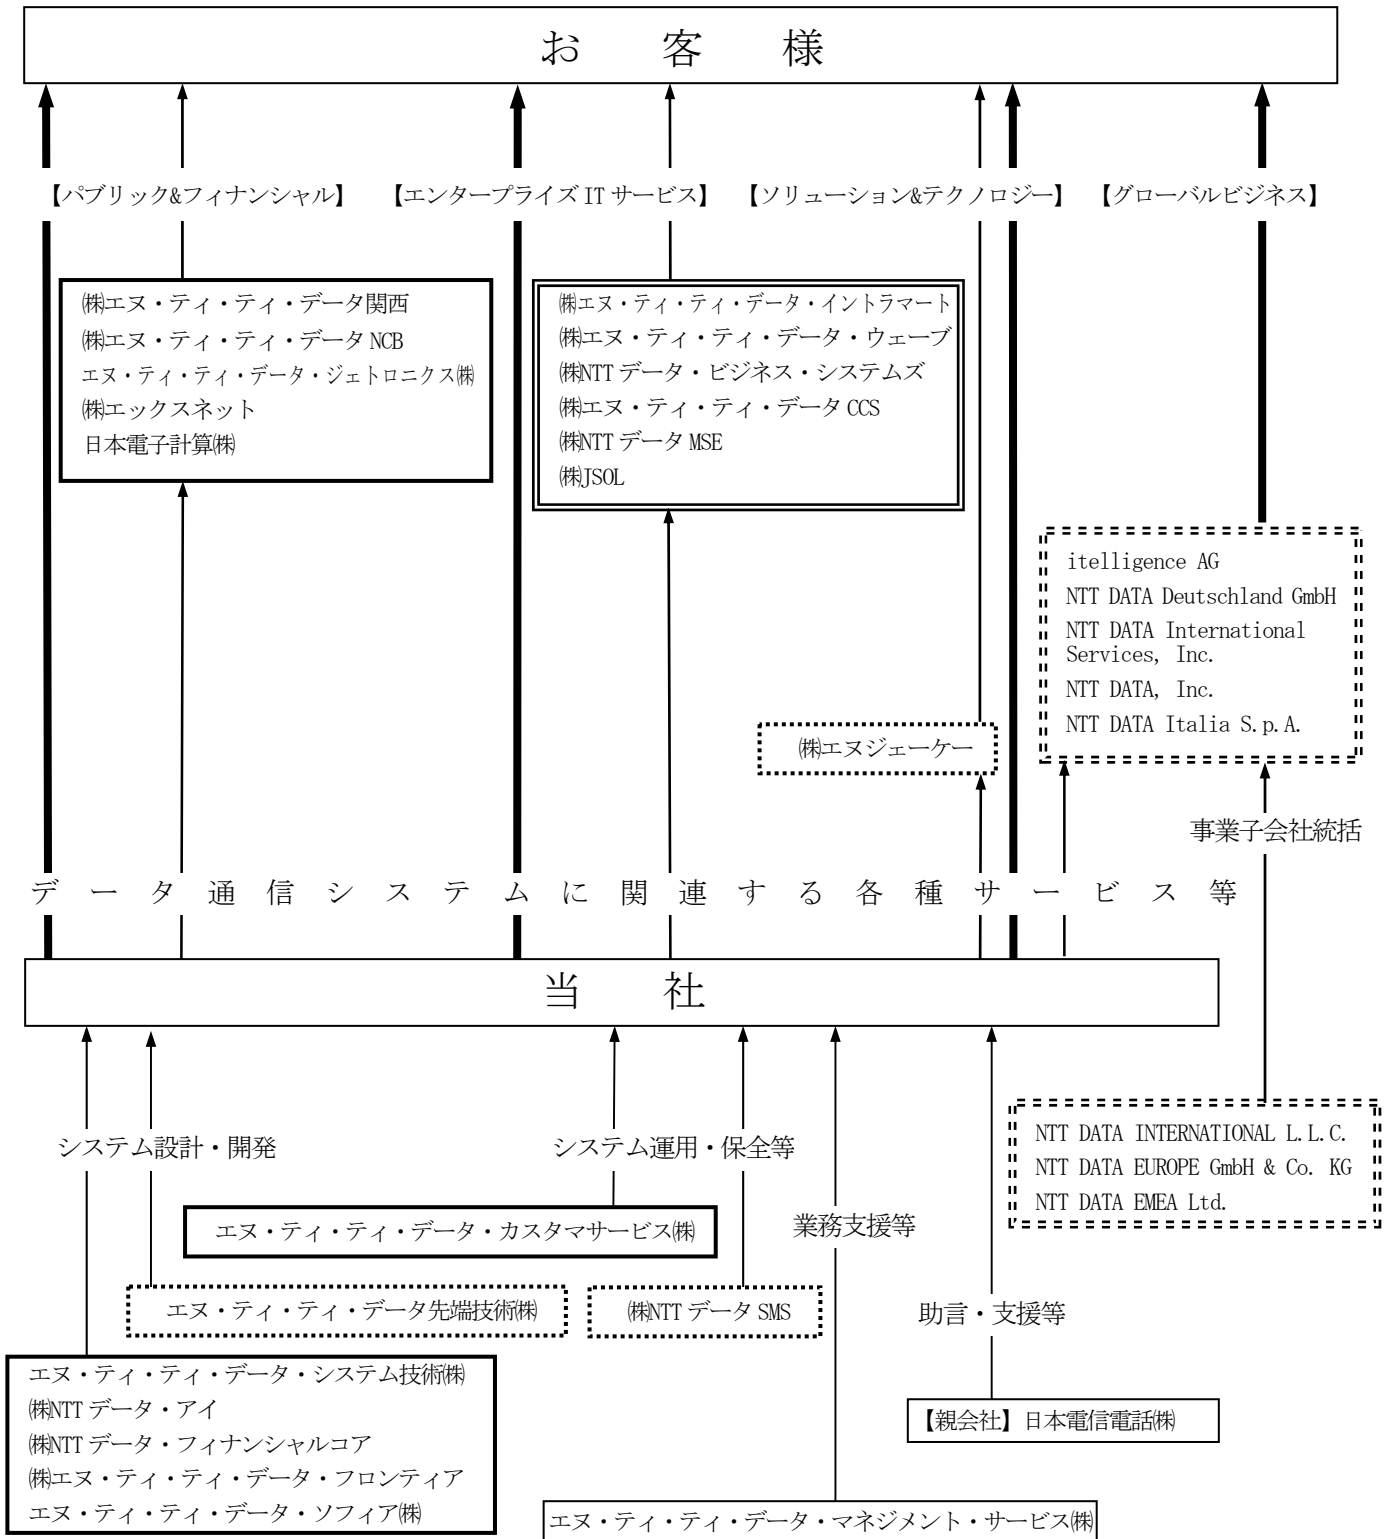 お客様
【パブリック&フィナンシャル】
【エンタープライズ IT サービス】
【ソリューション&テクノロジー】
【グローバルビジネス】
㈱エヌ・ティ・ティ・データ関西
㈱エヌ・ティ・ティ・データ NCB
エヌ・ティ・ティ・データ・ジェトロニクス㈱
㈱エックスネット
日本電子計算㈱
㈱エヌ・ティ・ティ・データ・イントラマート
㈱エヌ・ティ・ティ・データ・ウェーブ
㈱NTT データ・ビジネス・システムズ
㈱エヌ・ティ・ティ・データ CCS
㈱NTT データ MSE
㈱JSOL
itelligence AG
NTT DATA Deutschland GmbH
NTT DATA International
Services, Inc.
NTT DATA, Inc.
NTT DATA Italia S.p.A.
㈱エヌジェーケー
事業子会社統括
データ通信システムに関連する各種サービス等
当社
システム設計・開発
システム運用・保全等
NTT DATA INTERNATIONAL L.L.C.
NTT DATA EUROPE GmbH & Co. KG
NTT DATA EMEA Ltd.
エヌ・ティ・ティ・データ・カスタマサービス㈱
業務支援等
エヌ・ティ・ティ・データ先端技術㈱
㈱NTT データ SMS
助言・支援等
エヌ・ティ・ティ・データ・システム技術㈱
㈱NTT データ・アイ
㈱NTT データ・フィナンシャルコア
㈱エヌ・ティ・ティ・データ・フロンティア
エヌ・ティ・ティ・データ・ソフィア㈱
【親会社】日本電信電話㈱
エヌ・ティ・ティ・データ・マネジメント・サービス㈱